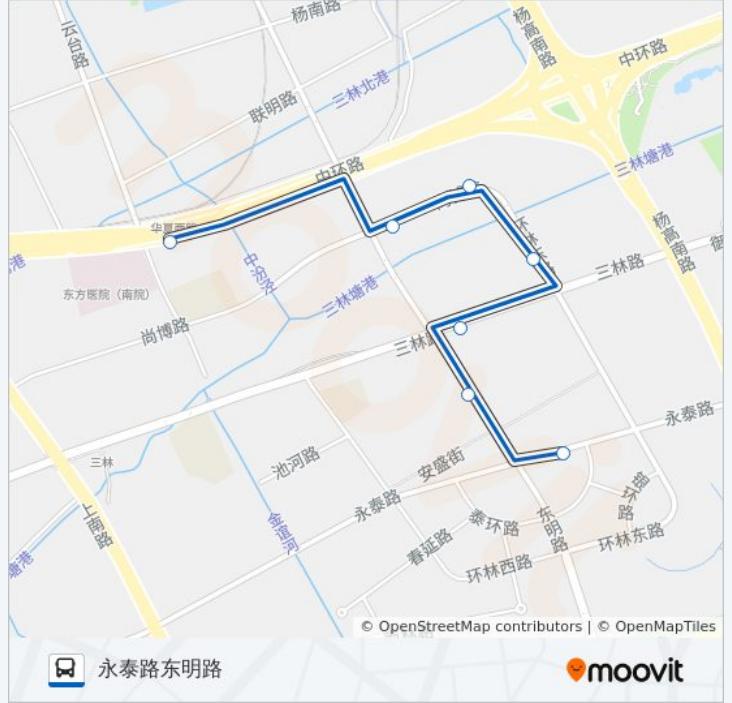 杨南路
云台路
杨高南路
中环路
三林北港
联明路
中环路
三林塘港
杨高南路
中汾泾
三林路
东方医院（南院）
三林塘港
尚博路
三林路
永泰路
安盛街
池河路
三林
永泰路
上南路
金谊河
泰环路
东明路
环林东路
春延路
环林西路
© OpenStreetMap contributors | © OpenMapTiles
永泰路东明路
moovit